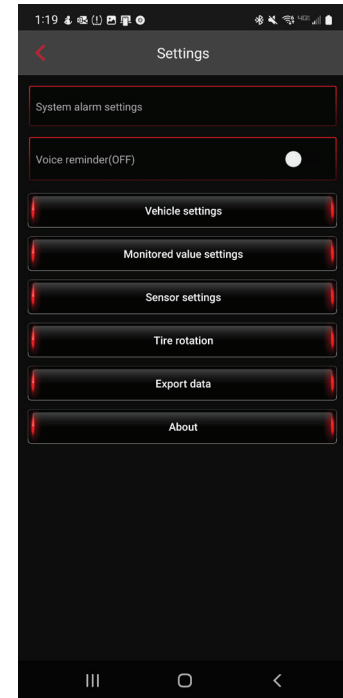 1:19
Settings
System alarm settings
Voice reminder(OFF)
Vehicle settings
Monitored value settings
Sensor settings
Tire rotation
Export data
About